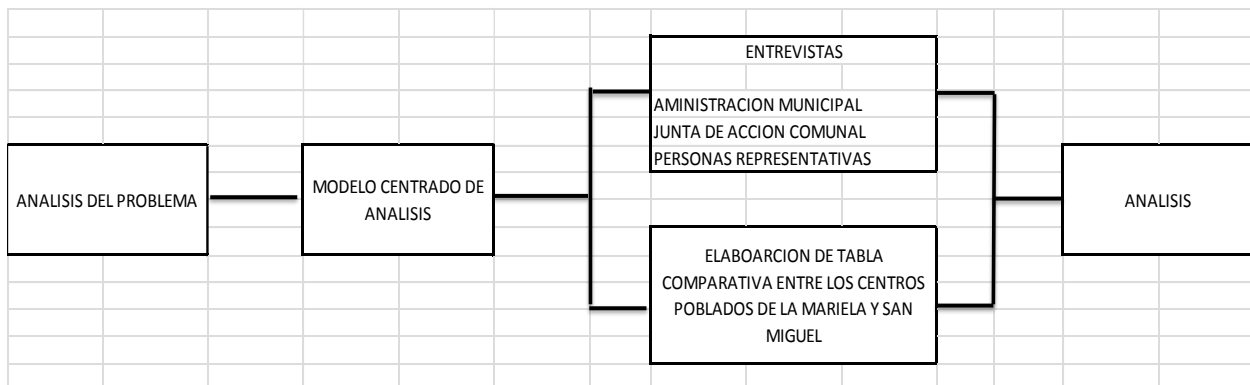 ANALISIS DEL PROBLEMA
MODELO CENTRADO DE
ANALISIS
ENTREVISTAS
AMINISTRACION MUNICIPAL
JUNTA DE ACCION COMUNAL
PERSONAS REPRESENTATIVAS
ELABOARCION DE TABLA
COMPARATIVA ENTRE LOS CENTROS
POBLADOS DE LA MARIELA Y SAN
MIGUEL
ANALISIS